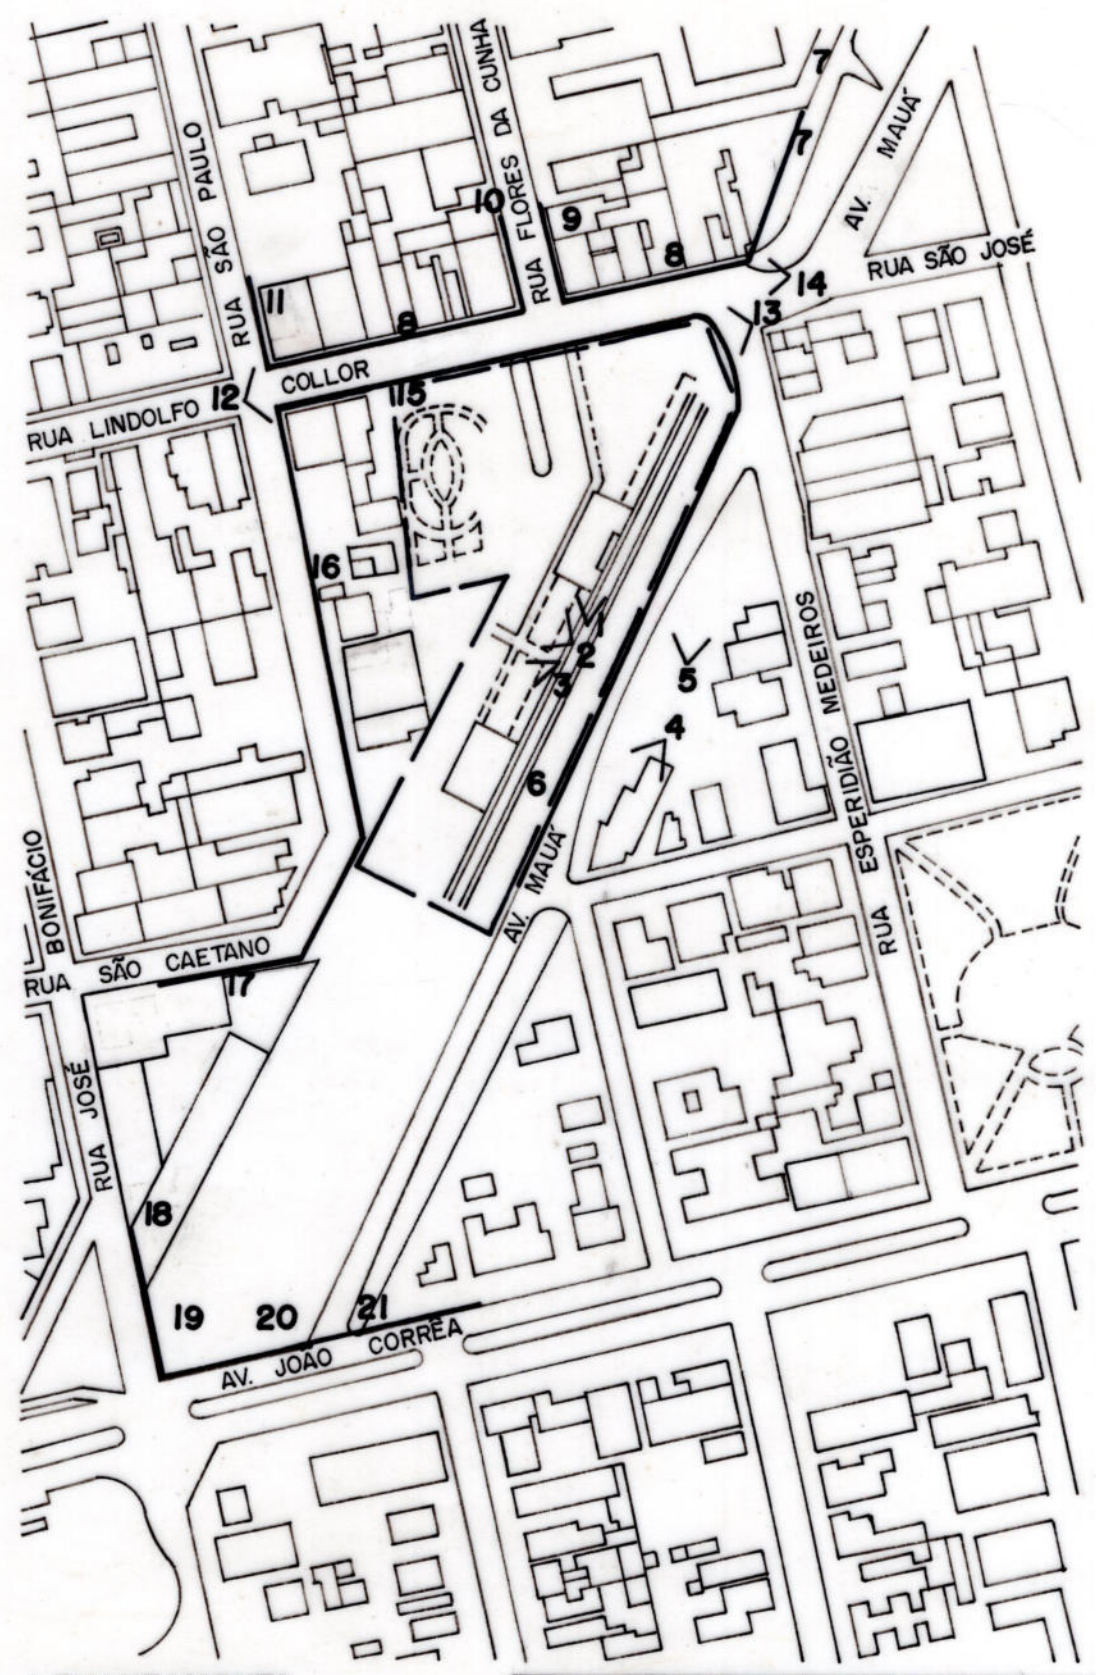 7
RUA FLORES DA CUNHA
AV. MAUÁ
7
RUA SÃO PAULO
10
9
8
RUA SÃO JOSÉ
14
11
8
13
COLLOR
12
RUA LINDOLFO
15
16
RUA ESPERIDIÃO MEDEIROS
1
2
3
5
4
6
AV. MAUÁ
RUA JOSÉ BONIFÁCIO
RUA SÃO CAETANO
17
18
19
20
21
AV. JOÃO CORRÊA